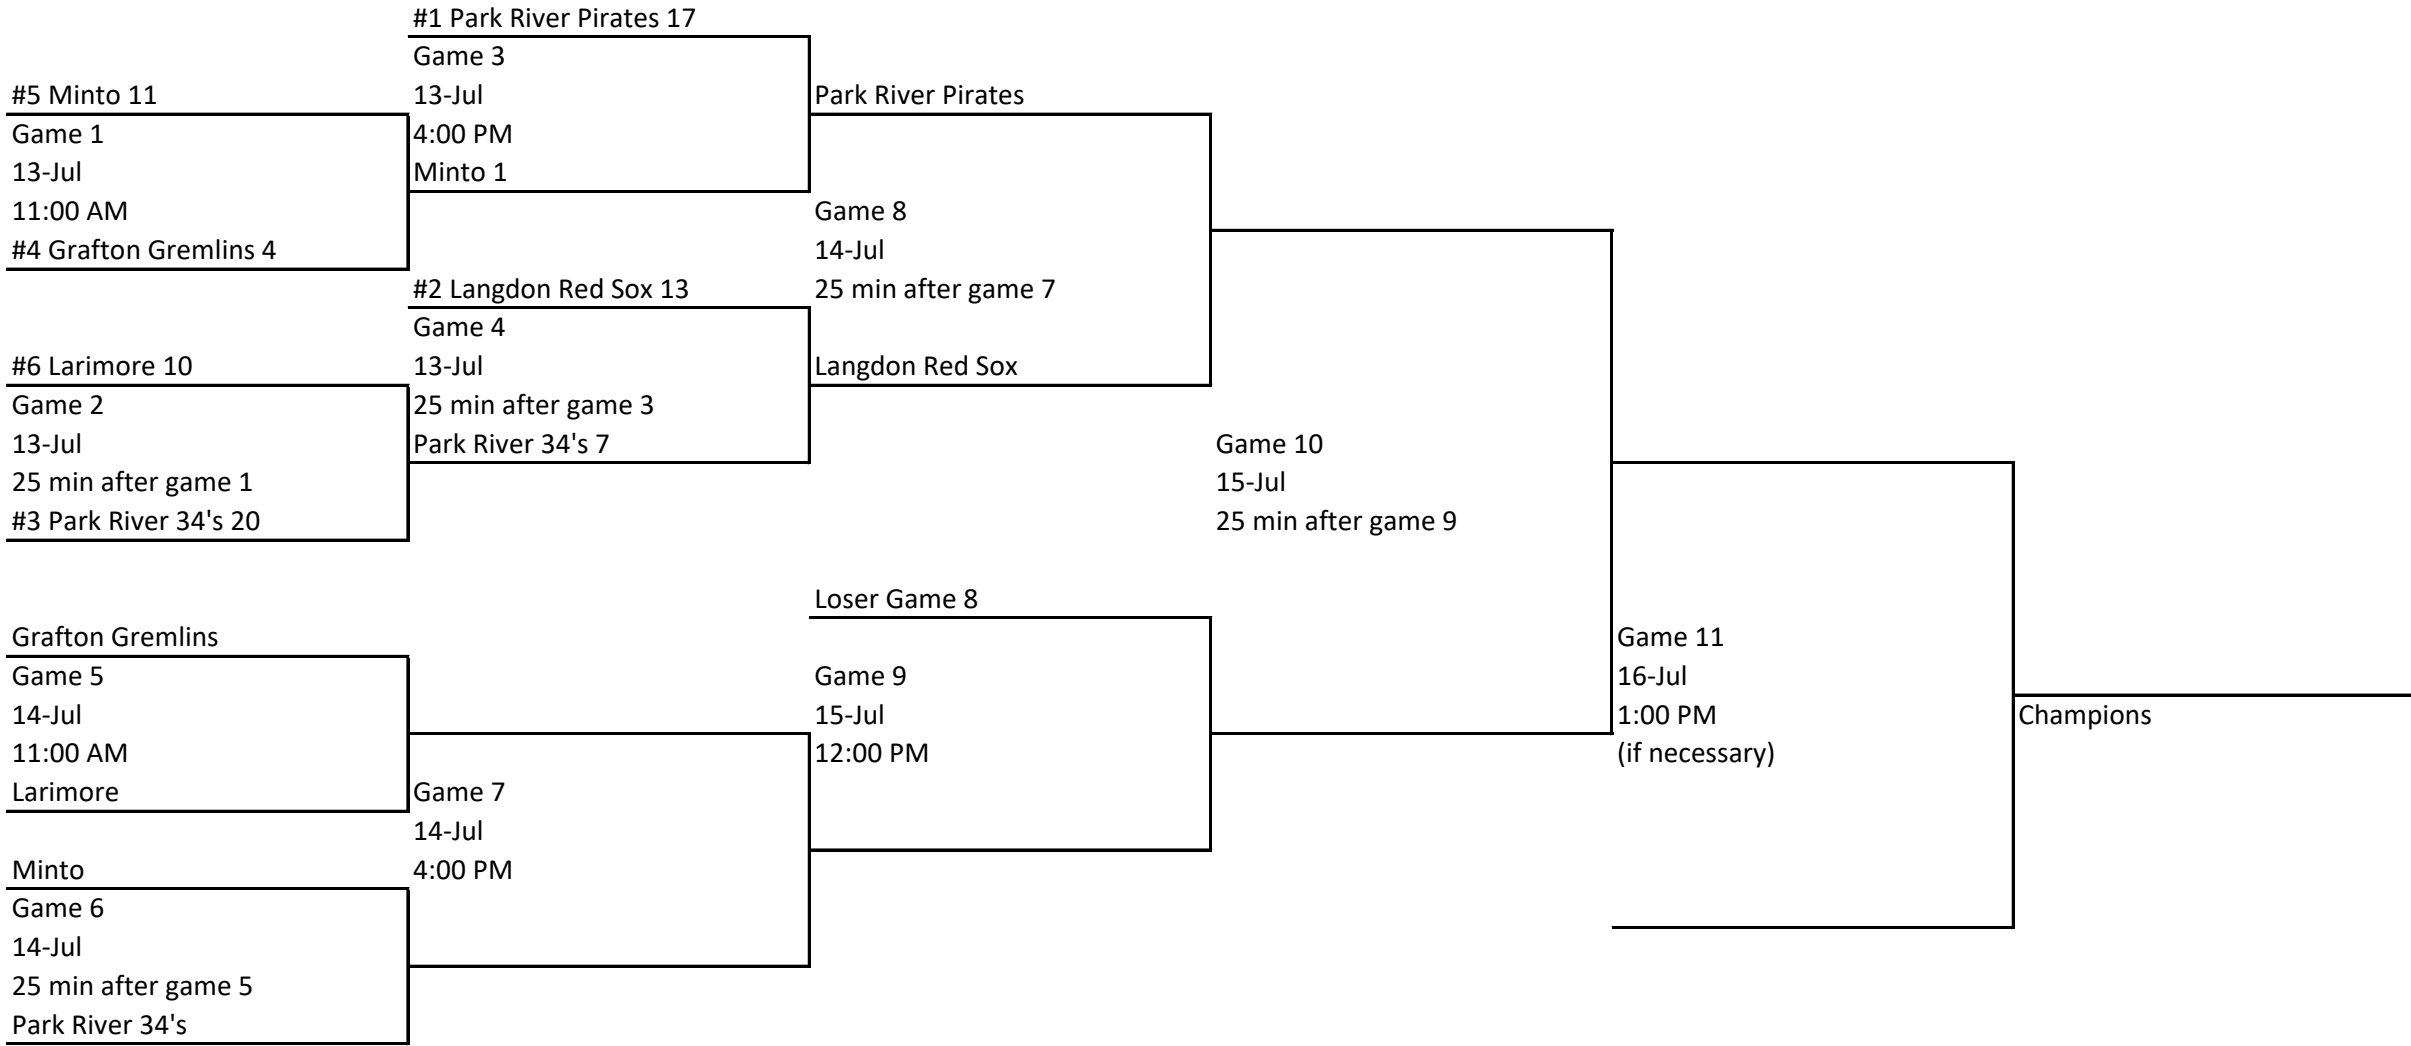 #1 Park River Pirates 17
Game 3
13-Jul
4:00 PM
Minto 1
#5 Minto 11
Game 1
13-Jul
11:00 AM
#4 Grafton Gremlins 4
#2 Langdon Red Sox 13
Game 4
13-Jul
25 min after game 3
Park River 34's 7
#6 Larimore 10
Game 2
13-Jul
25 min after game 1
#3 Park River 34's 20
Park River Pirates
Game 8
14-Jul
25 min after game 7
Langdon Red Sox
Game 10
15-Jul
25 min after game 9
Grafton Gremlins
Game 5
14-Jul
11:00 AM
Larimore
Minto
Game 6
14-Jul
25 min after game 5
Park River 34's
Game 7
14-Jul
4:00 PM
Loser Game 8
Game 9
15-Jul
12:00 PM
Game 11
16-Jul
1:00 PM
(if necessary)
Champions